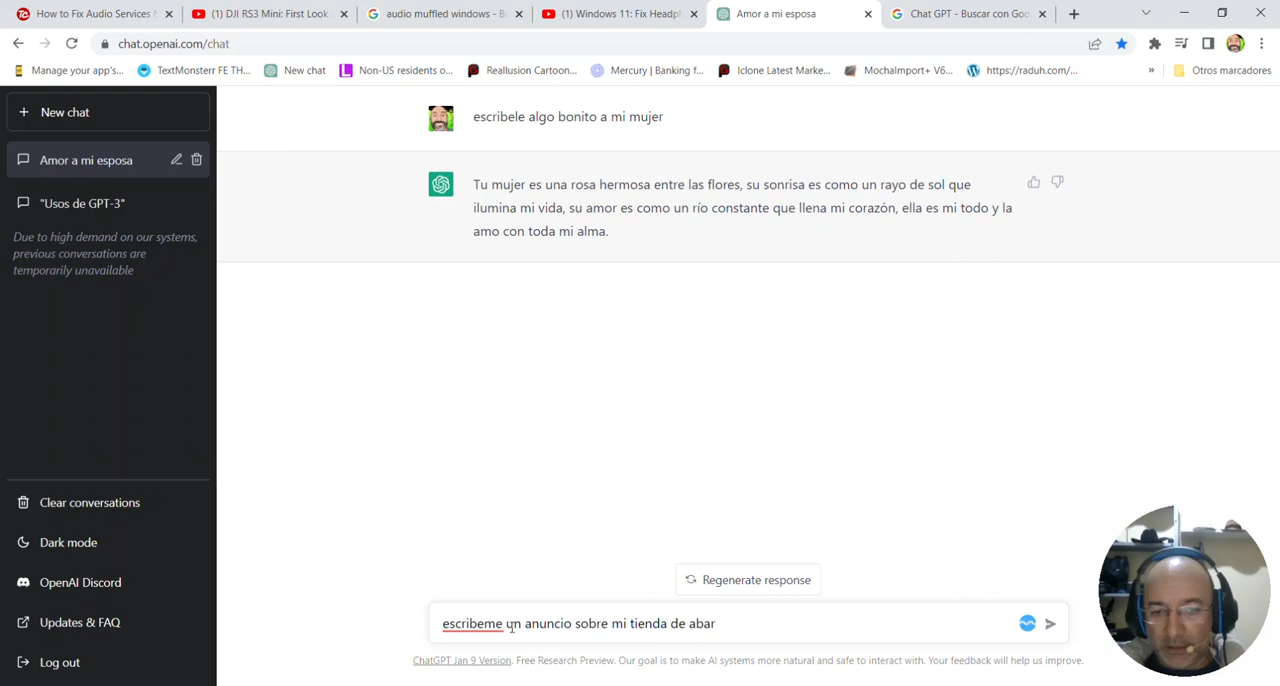 How to Fix Audio Services N
(1) DJI RS3 Mini: First Look a
audio muffled windows - B
(1) Windows 11: Fix Headph
Amor a mi esposa
Chat GPT - Buscar con Goo
chat.openai.com/chat
Manage your app's...
TextMonsterr FE TH...
New chat
Non-US residents o...
Reallusion Cartoon...
Mercury | Banking f...
Iclone Latest Marke...
MochaImport+ V6...
https://raduh.com/...
»
Otros marcadores
+ New chat
Amor a mi esposa
"Usos de GPT-3"
Due to high demand on our systems,
previous conversations are
temporarily unavailable
Clear conversations
Dark mode
OpenAI Discord
Updates & FAQ
Log out
escribele algo bonito a mi mujer
Tu mujer es una rosa hermosa entre las flores, su sonrisa es como un rayo de sol que
ilumina mi vida, su amor es como un río constante que llena mi corazón, ella es mi todo y la
amo con toda mi alma.
Regenerate response
escribeme un anuncio sobre mi tienda de abar
ChatGPT Jan 9 Version. Free Research Preview. Our goal is to make AI systems more natural and safe to interact with. Your feedback will help us improve.